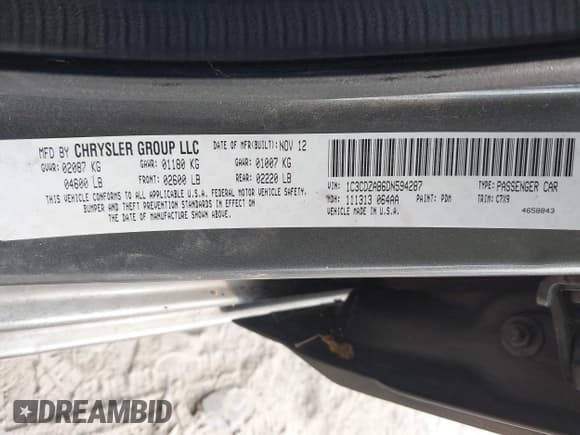 MFD BY CHRYSLER GROUP LLC
DATE OF MFR(BUILT): NOV 12
GVWR: 02087 KG
04600 LB
GAWR: 01180 KG
FRONT: 02600 LB
GAWR: 01007 KG
REAR: 02220 LB
THIS VEHICLE CONFORMS TO ALL APPLICABLE U.S.A. FEDERAL MOTOR VEHICLE SAFETY,
BUMPER AND THEFT PREVENTION STANDARDS IN EFFECT ON
THE DATE OF MANUFACTURE SHOWN ABOVE.
VIN: 1C3CDZAB6DN594287
TYPE: PASSENGER CAR
MDH: 111313 064AA
PAINT: PDM
TRIM: C7X9
VEHICLE MADE IN U.S.A.
4658843
DREAMBID